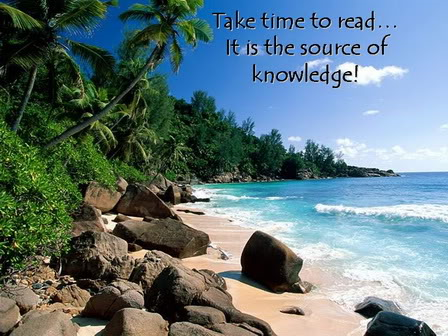 Take time to read...
It is the source of
knowledge!